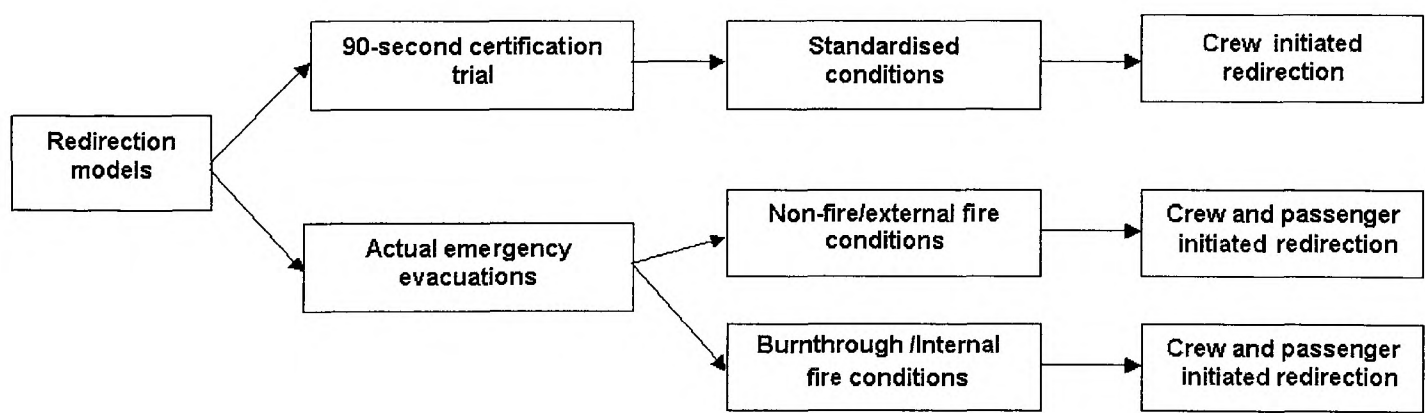 Redirection
models
90-second certification
trial
Standardised
conditions
Crew initiated
redirection
Actual emergency
evacuations
Non-fire/external fire
conditions
Crew and passenger
initiated redirection
Burnthrough /Internal
fire conditions
Crew and passenger
initiated redirection